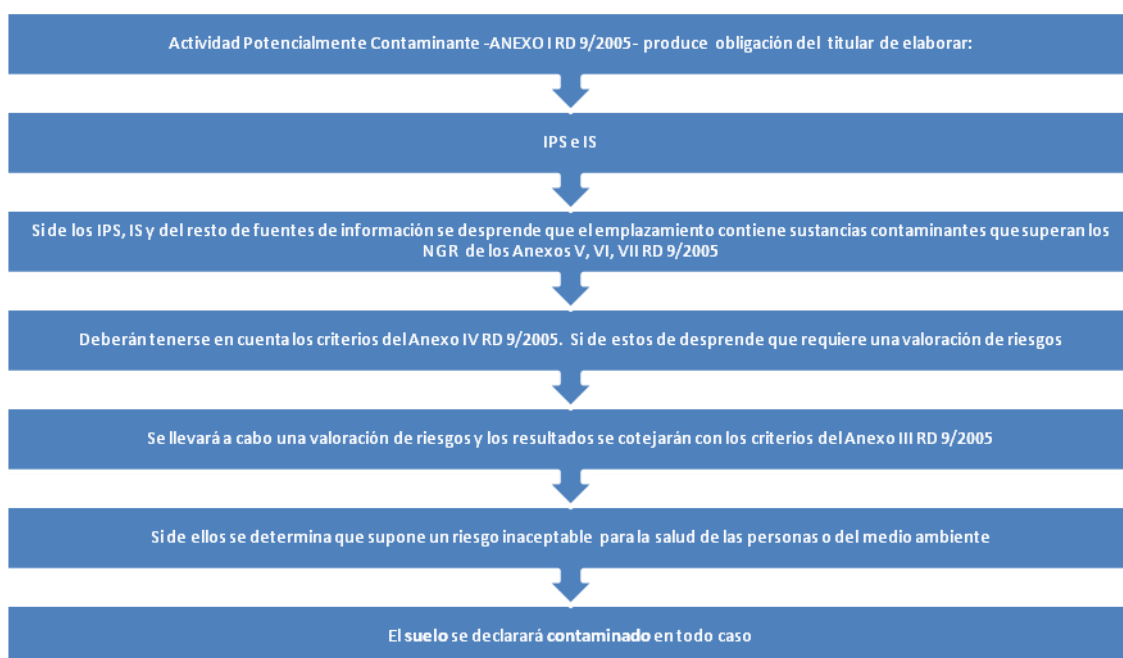 Actividad Potencialmente Contaminante -ANEXO I RD 9/2005- produce obligación del titular de elaborar:
IPS e IS
Si de los IPS, IS y del resto de fuentes de información se desprende que el emplazamiento contiene sustancias contaminantes que superan los
NGR de los Anexos V, VI, VII RD 9/2005
Deberán tenerse en cuenta los criterios del Anexo IV RD 9/2005. Si de estos de desprende que requiere una valoración de riesgos
Se llevará a cabo una valoración de riesgos y los resultados se cotejarán con los criterios del Anexo III RD 9/2005
Si de ellos se determina que supone un riesgo inaceptable para la salud de las personas o del medio ambiente
El suelo se declarará contaminado en todo caso